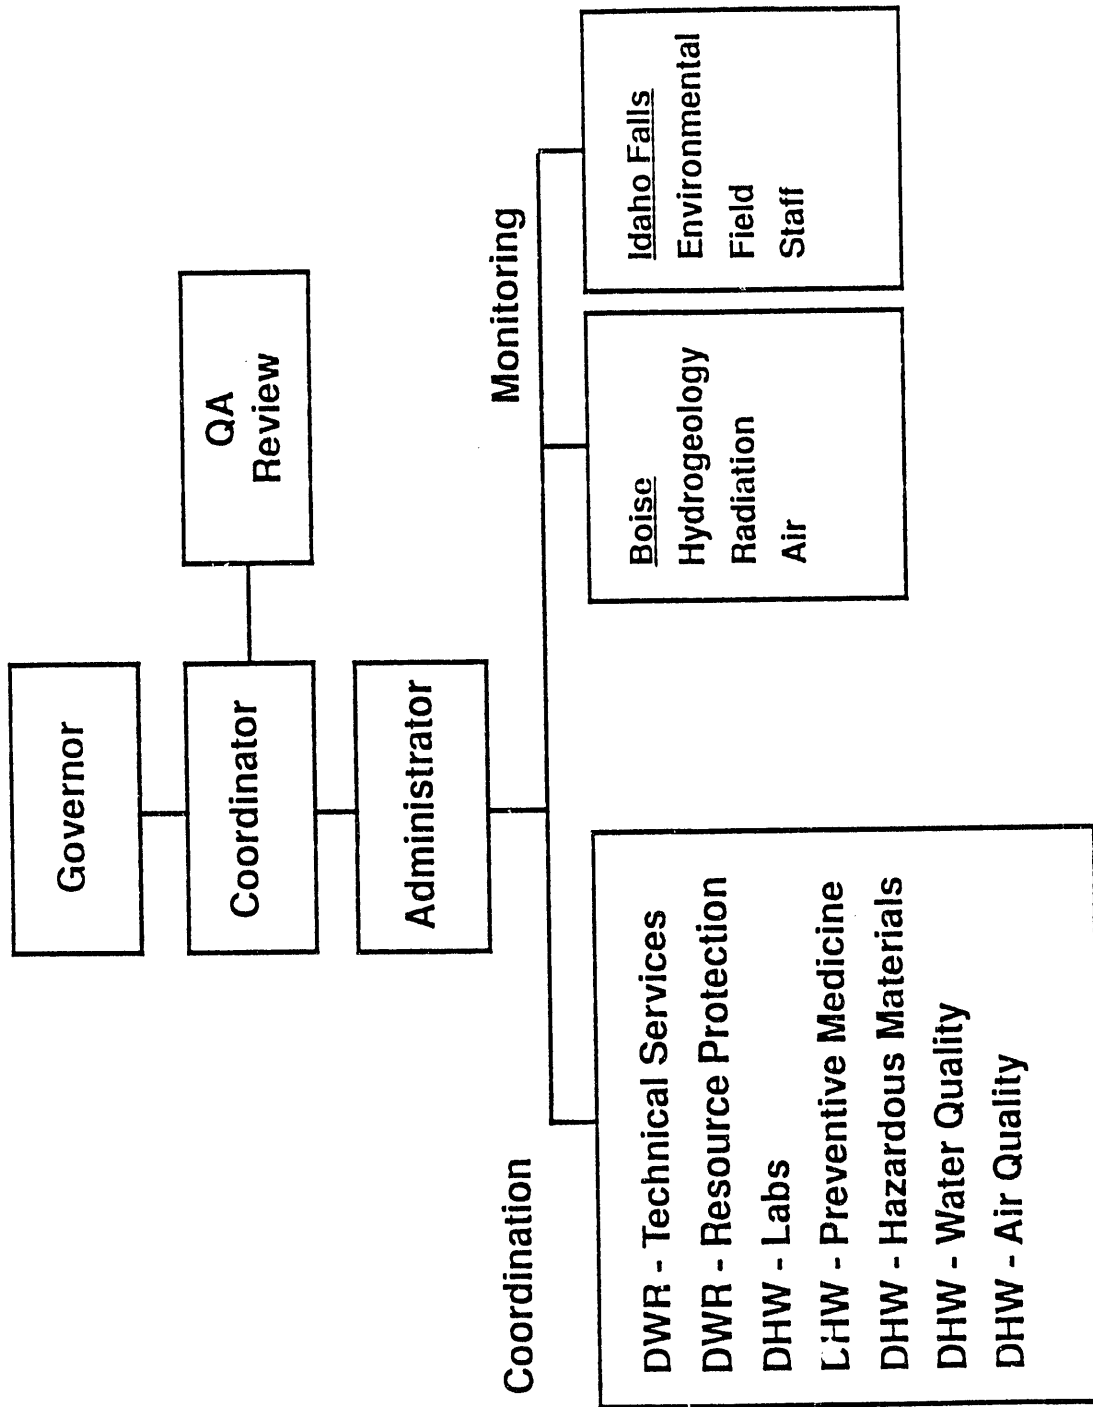 Governor
Coordinator
QA
Review
Administrator
Coordination
Monitoring
DWR - Technical Services
DWR - Resource Protection
DHW - Labs
DHW - Preventive Medicine
DHW - Hazardous Materials
DHW - Water Quality
DHW - Air Quality
Boise
Hydrogeology
Radiation
Air
Idaho Falls
Environmental
Field
Staff